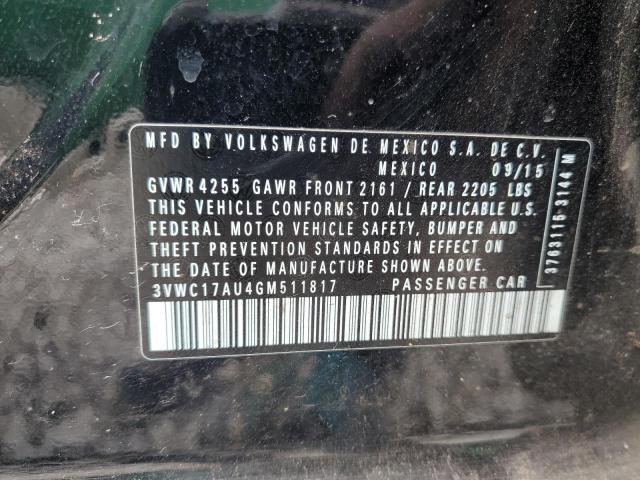 MFD BY VOLKSWAGEN DE MEXICO S.A. DE C.V.
MEXICO 09/15
GVWR 4255 GAWR FRONT 2161 / REAR 2205 LBS
THIS VEHICLE CONFORMS TO ALL APPLICABLE U.S.
FEDERAL MOTOR VEHICLE SAFETY, BUMPER AND
THEFT PREVENTION STANDARDS IN EFFECT ON
THE DATE OF MANUFACTURE SHOWN ABOVE.
3VWC17AU4GM511817 PASSENGER CAR
3763116 3144 M